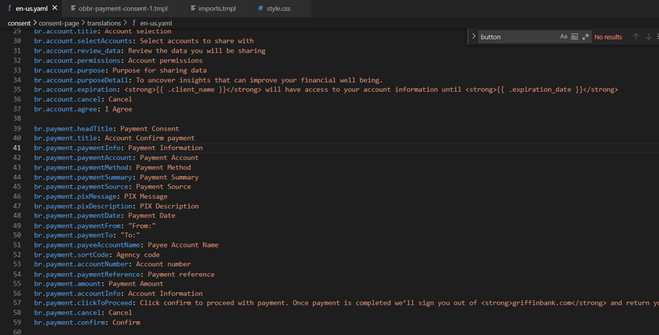 ! en-us.yaml × obbr-payment-consent-1.tmpl imports.tmpl # style.css
consent > consent-page > translations > ! en-us.yaml
button Aa ab .* No results
29 br.account.title: Account selection
30 br.account.selectAccounts: Select accounts to share with
31 br.account.review_data: Review the data you will be sharing
32 br.account.permissions: Account permissions
33 br.account.purpose: Purpose for sharing data
34 br.account.purposeDetail: To uncover insights that can improve your financial well being.
35 br.account.expiration: <strong>{{ .client_name }}</strong> will have access to your account information until <strong>{{ .expiration_date }}</strong>
36 br.account.cancel: Cancel
37 br.account.agree: I Agree
38
39 br.payment.headTitle: Payment Consent
40 br.payment.title: Account Confirm payment
41 br.payment.paymentInfo: Payment Information
42 br.payment.paymentAccount: Payment Account
43 br.payment.paymentMethod: Payment Method
44 br.payment.paymentSummary: Payment Summary
45 br.payment.paymentSource: Payment Source
46 br.payment.pixMessage: PIX Message
47 br.payment.pixDescription: PIX Description
48 br.payment.paymentDate: Payment Date
49 br.payment.paymentFrom: "From:"
50 br.payment.paymentTo: "To:"
51 br.payment.payeeAccountName: Payee Account Name
52 br.payment.sortCode: Agency code
53 br.payment.accountNumber: Account number
54 br.payment.paymentReference: Payment reference
55 br.payment.amount: Payment Amount
56 br.payment.accountInfo: Account Information
57 br.payment.clickToProceed: Click confirm to proceed with payment. Once payment is completed we'll sign you out of <strong>griffinbank.com</strong> and return yo
58 br.payment.cancel: Cancel
59 br.payment.confirm: Confirm
60